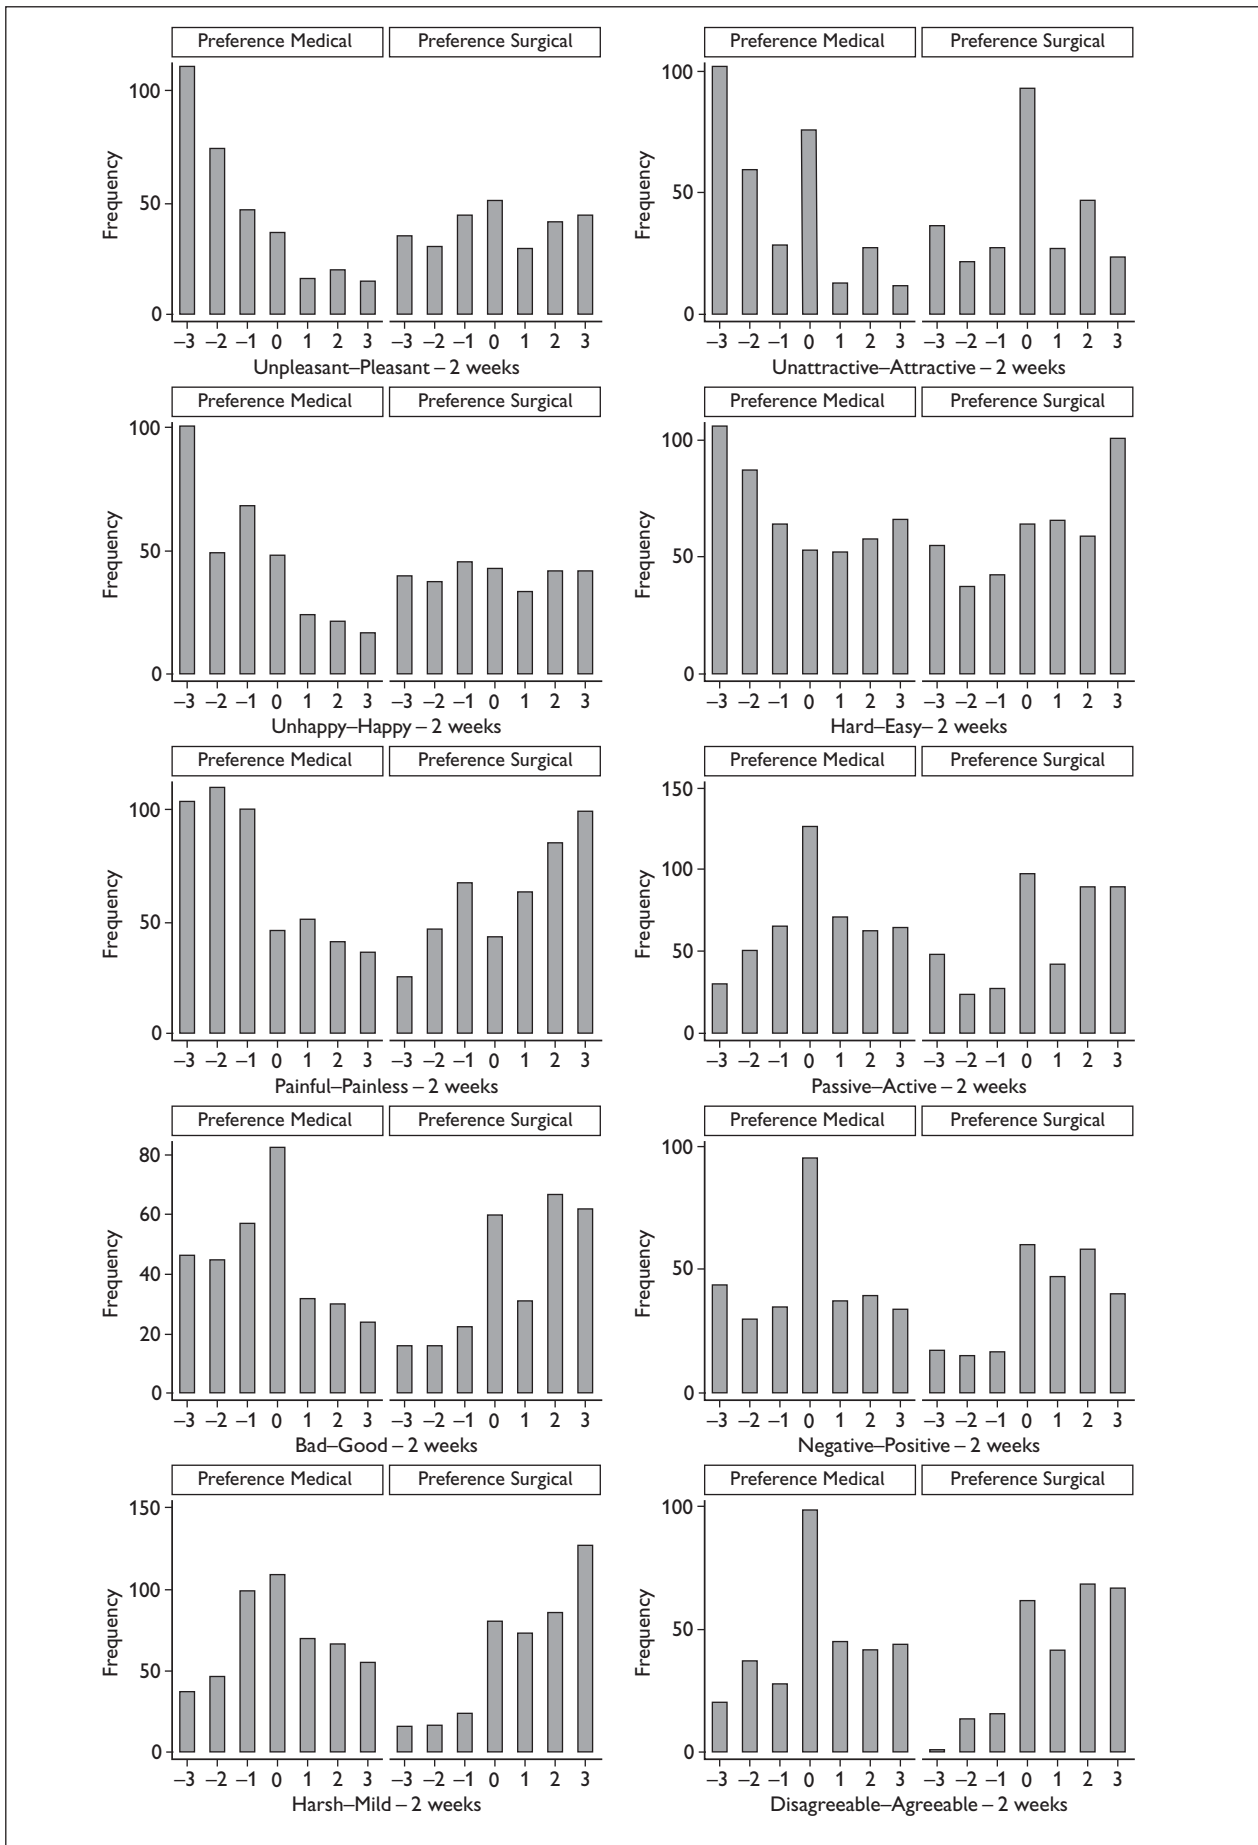 Preference Medical Preference Surgical
Frequency
100
50
0
–3 –2 –1 0 1 2 3 –3 –2 –1 0 1 2 3
Unpleasant–Pleasant – 2 weeks
Preference Medical Preference Surgical
Frequency
100
50
0
–3 –2 –1 0 1 2 3 –3 –2 –1 0 1 2 3
Unattractive–Attractive – 2 weeks
Preference Medical Preference Surgical
Frequency
100
50
0
–3 –2 –1 0 1 2 3 –3 –2 –1 0 1 2 3
Unhappy–Happy – 2 weeks
Preference Medical Preference Surgical
Frequency
100
50
0
–3 –2 –1 0 1 2 3 –3 –2 –1 0 1 2 3
Hard–Easy– 2 weeks
Preference Medical Preference Surgical
Frequency
100
50
0
–3 –2 –1 0 1 2 3 –3 –2 –1 0 1 2 3
Painful–Painless – 2 weeks
Preference Medical Preference Surgical
Frequency
150
100
50
0
–3 –2 –1 0 1 2 3 –3 –2 –1 0 1 2 3
Passive–Active – 2 weeks
Preference Medical Preference Surgical
Frequency
80
60
40
20
0
–3 –2 –1 0 1 2 3 –3 –2 –1 0 1 2 3
Bad–Good – 2 weeks
Preference Medical Preference Surgical
Frequency
100
50
0
–3 –2 –1 0 1 2 3 –3 –2 –1 0 1 2 3
Negative–Positive – 2 weeks
Preference Medical Preference Surgical
Frequency
150
100
50
0
–3 –2 –1 0 1 2 3 –3 –2 –1 0 1 2 3
Harsh–Mild – 2 weeks
Preference Medical Preference Surgical
Frequency
100
50
0
–3 –2 –1 0 1 2 3 –3 –2 –1 0 1 2 3
Disagreeable–Agreeable – 2 weeks